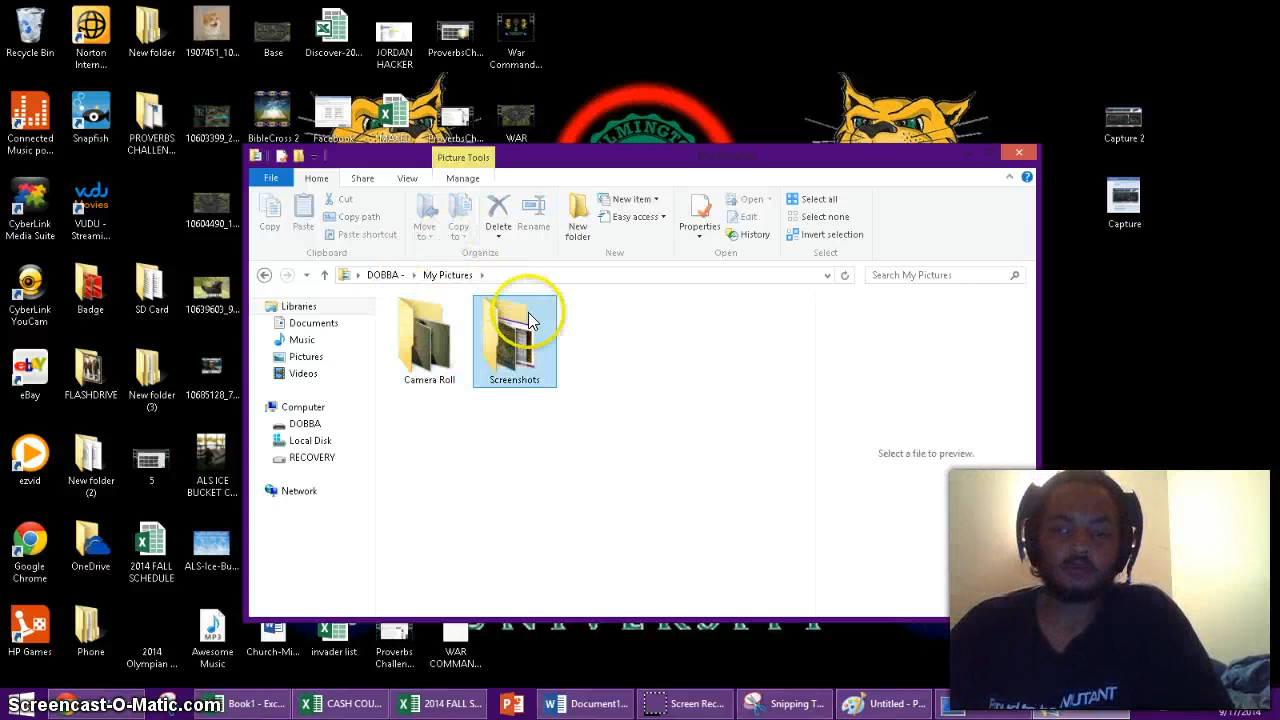 Recycle Bin
Norton Intern...
New folder
1907451_10...
Base
Discover-20...
JORDAN HACKER
ProverbsCh...
War Command...
Connected Music po...
Snapfish
PROVERBS CHALLEN...
10603399_2...
BibleCross 2
Facebook
ProverbsCh...
WAR
Capture 2
CyberLink Media Suite
VUDU - Streami...
10604490_1...
Capture
CyberLink YouCam
Badge
SD Card
10639603_9...
eBay
FLASHDRIVE
New folder (3)
10685128_7...
ezvid
New folder (2)
5
ALS ICE BUCKET C...
Google Chrome
OneDrive
2014 FALL SCHEDULE
ALS-Ice-Bu...
HP Games
Phone
2014 Olympian ...
Awesome Music
Church-Mi...
invader list
Proverbs Challen...
WAR COMMAN...
Picture Tools
File
Home
Share
View
Manage
Copy
Paste
Cut
Copy path
Paste shortcut
Clipboard
Move to
Copy to
Delete
Rename
Organize
New folder
New item
Easy access
New
Properties
Open
Edit
History
Open
Select all
Select none
Invert selection
Select
DOBBA -
My Pictures
Search My Pictures
Libraries
Documents
Music
Pictures
Videos
Computer
DOBBA
Local Disk
RECOVERY
Network
Camera Roll
Screenshots
Select a file to preview.
MUTANT
Book1 - Exc...
CASH COU...
2014 FALL S...
Document1...
Screen Rec...
Snipping T...
Untitled - P...
9/17/2014
Screencast-O-Matic.com